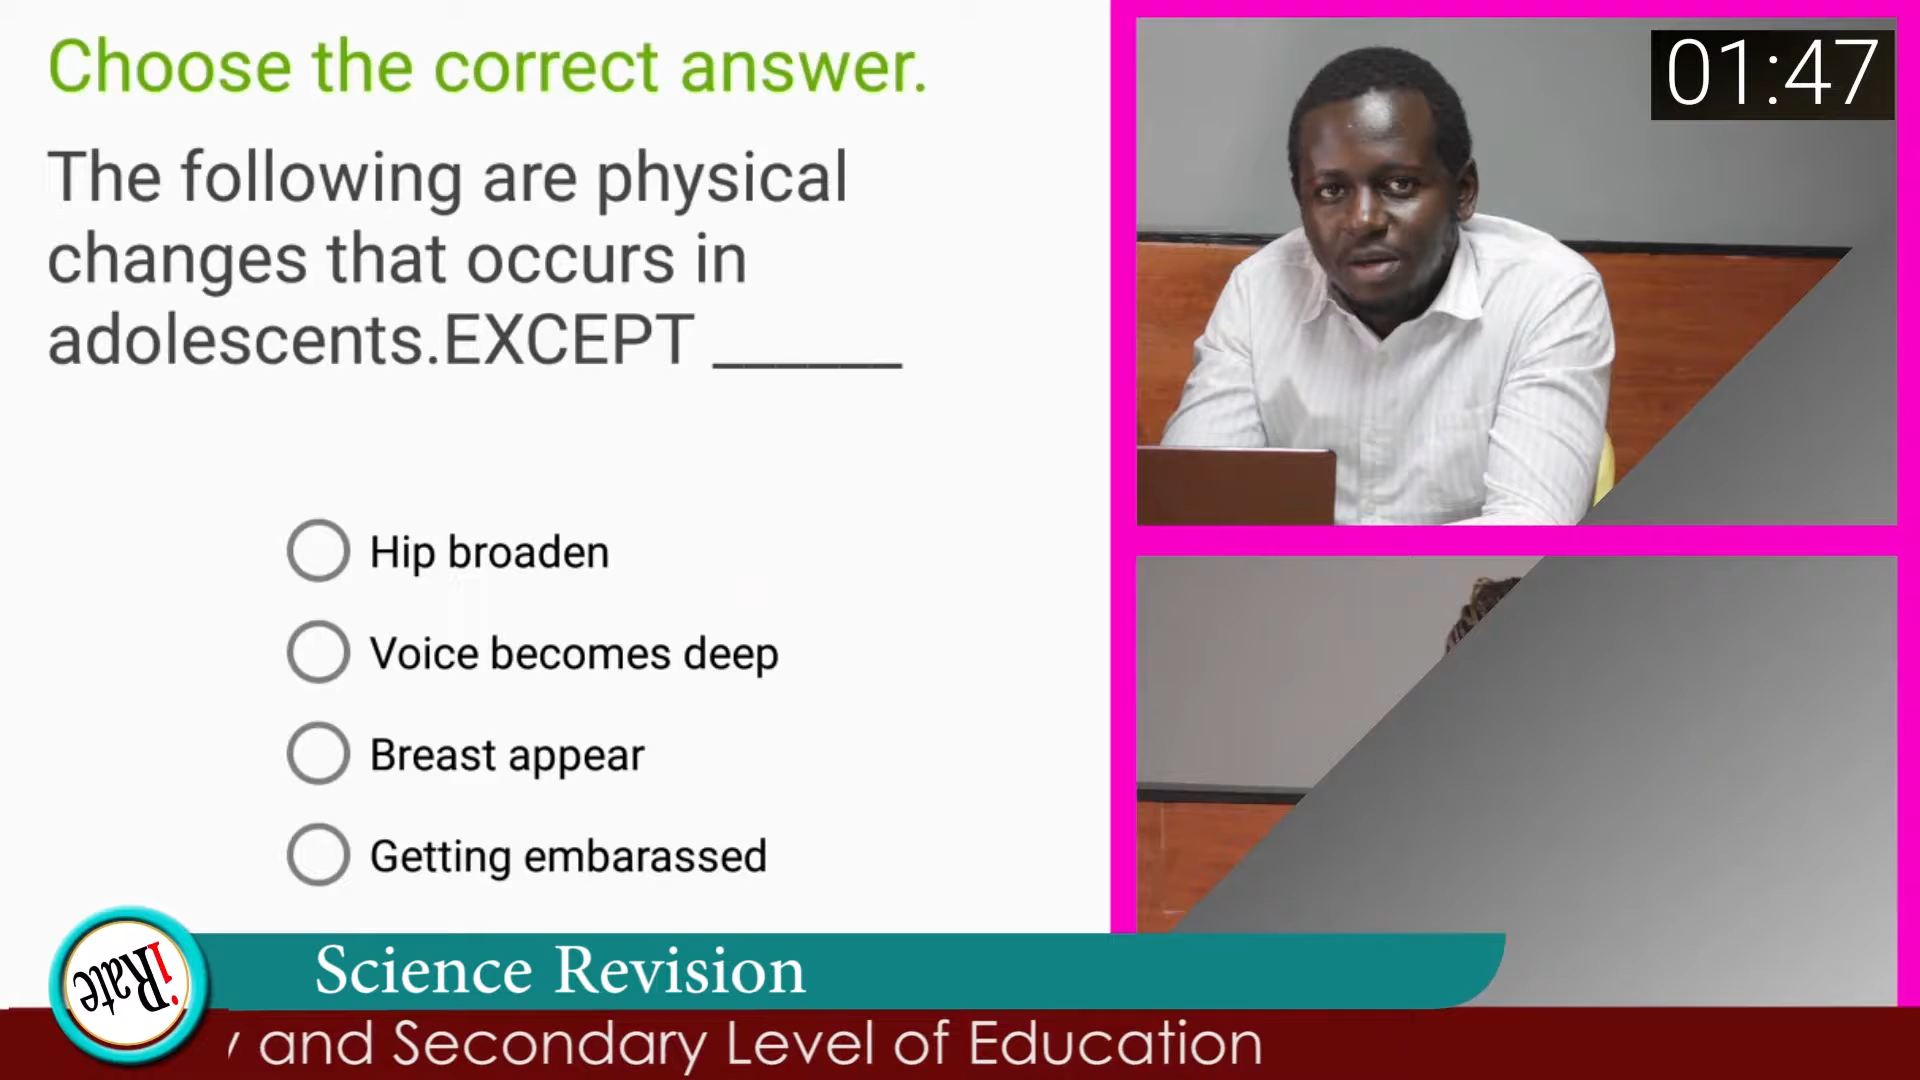 Choose the correct answer.
The following are physical
changes that occurs in
adolescents.EXCEPT ______
Hip broaden
Voice becomes deep
Breast appear
Getting embarassed
01:47
Science Revision
iRate
and Secondary Level of Education